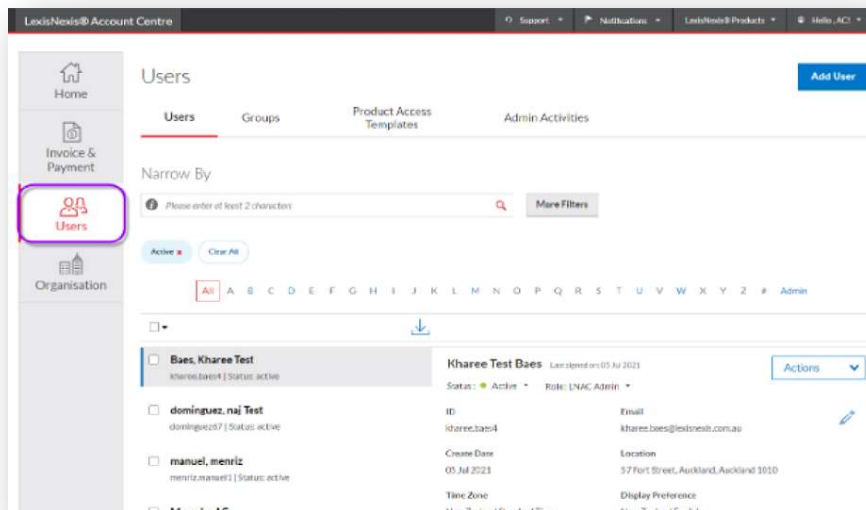 LexisNexis® Account Centre
Support
Notifications
LexisNexis® Products
Hello ,AC!
Home
Invoice &
Payment
Users
Organisation
Users
Add User
Users
Groups
Product Access
Templates
Admin Activities
Narrow By
Please enter at least 2 characters
More Filters
Active x
Clear All
All A B C D E F G H I J K L M N O P Q R S T U V W X Y Z # Admin
Baes, Kharee Test
kharee.baes4 | Status: active
dominguez, naj Test
dominguez67 | Status: active
manuel, menriz
menriz.manuel1 | Status: active
Kharee Test Baes Last signed on: 05 Jul 2021
Actions
Status: Active Role: LNAC Admin
ID
kharee.baes4
Email
kharee.baes@lexisnexis.com.au
Create Date
05 Jul 2021
Location
57 Fort Street, Auckland, Auckland 1010
Time Zone
Display Preference